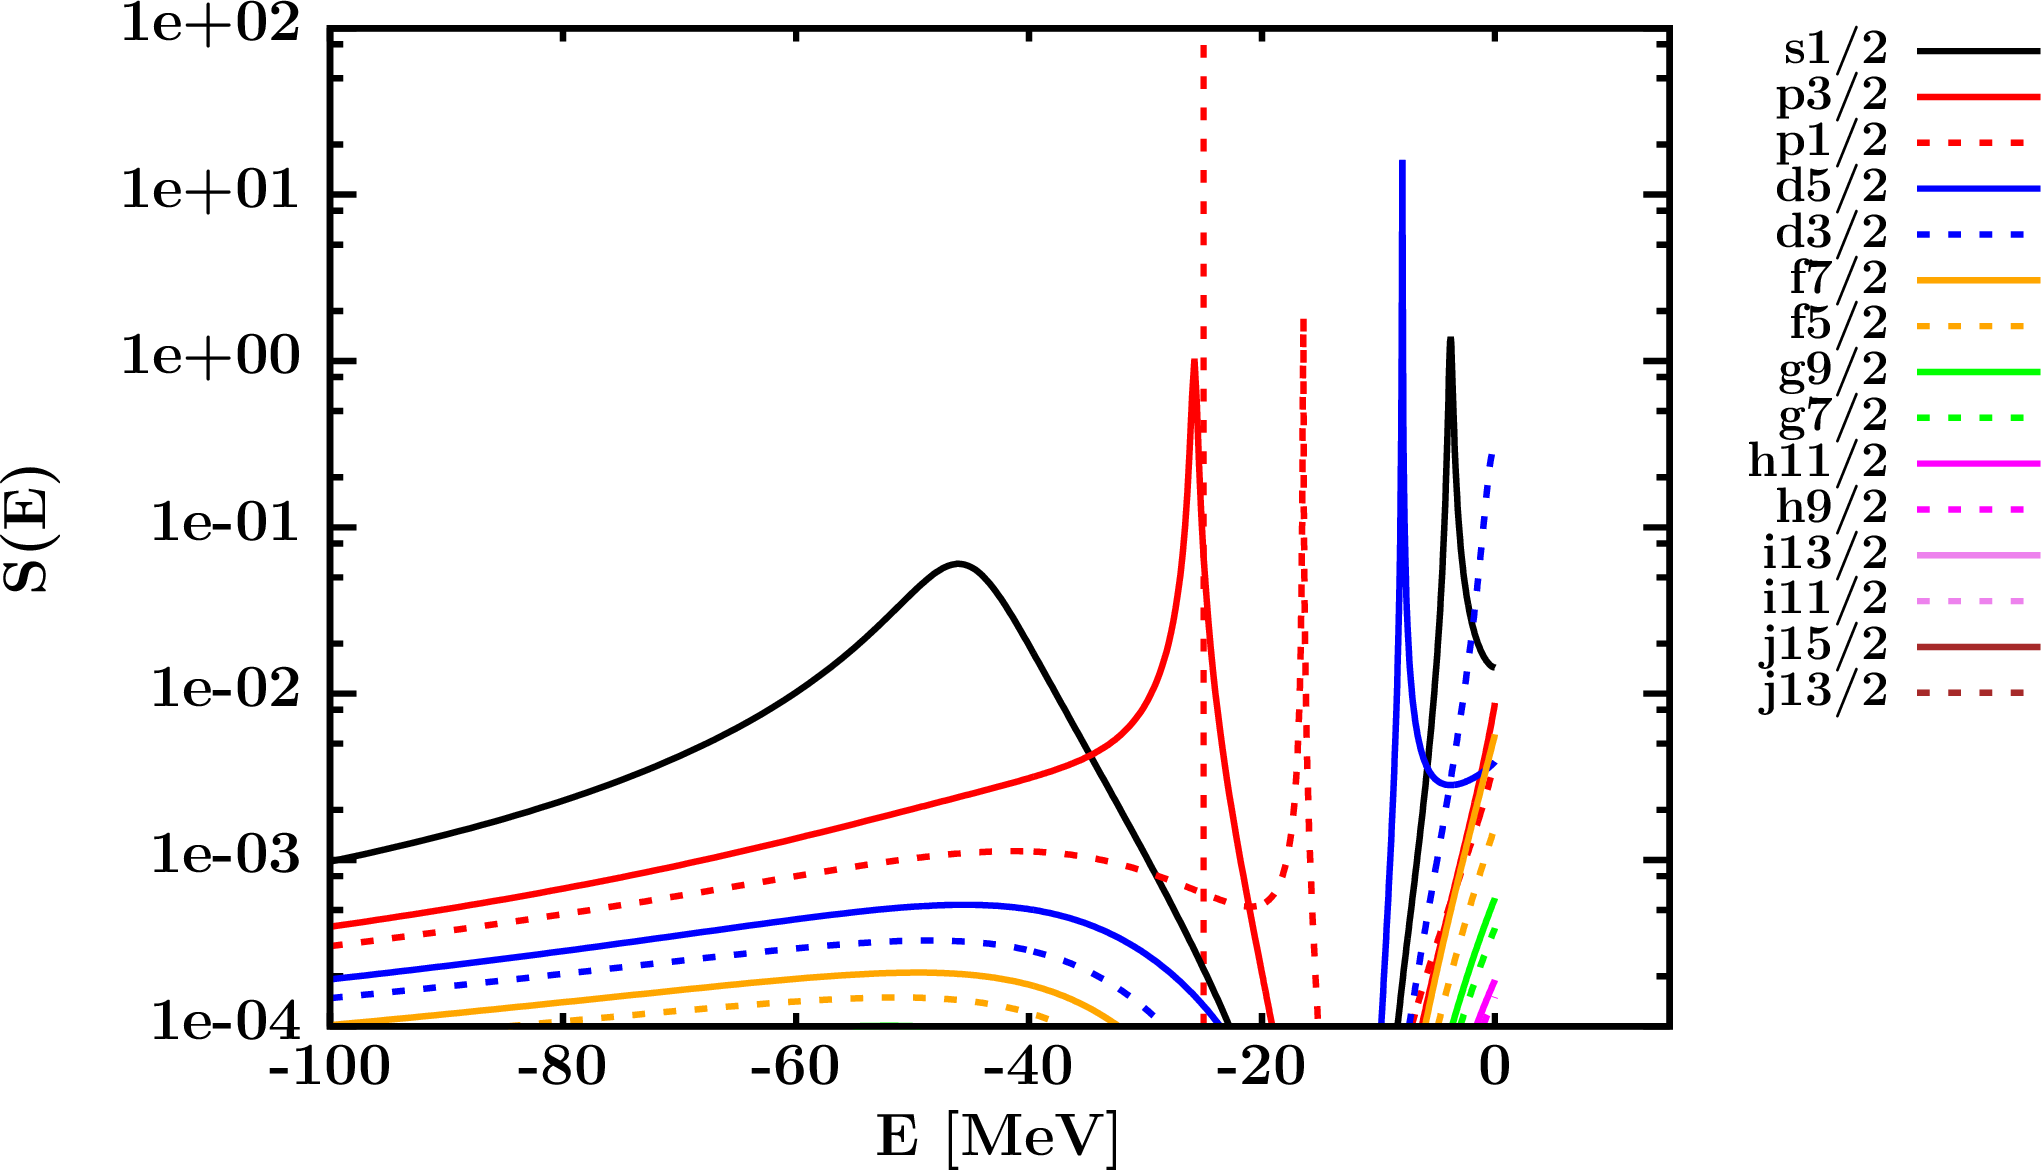 1e+02
1e+01
1e+00
1e-01
1e-02
1e-03
1e-04
S(E)
-100 -80 -60 -40 -20 0
E [MeV]
s1/2
p3/2
p1/2
d5/2
d3/2
f7/2
f5/2
g9/2
g7/2
h11/2
h9/2
i13/2
i11/2
j15/2
j13/2